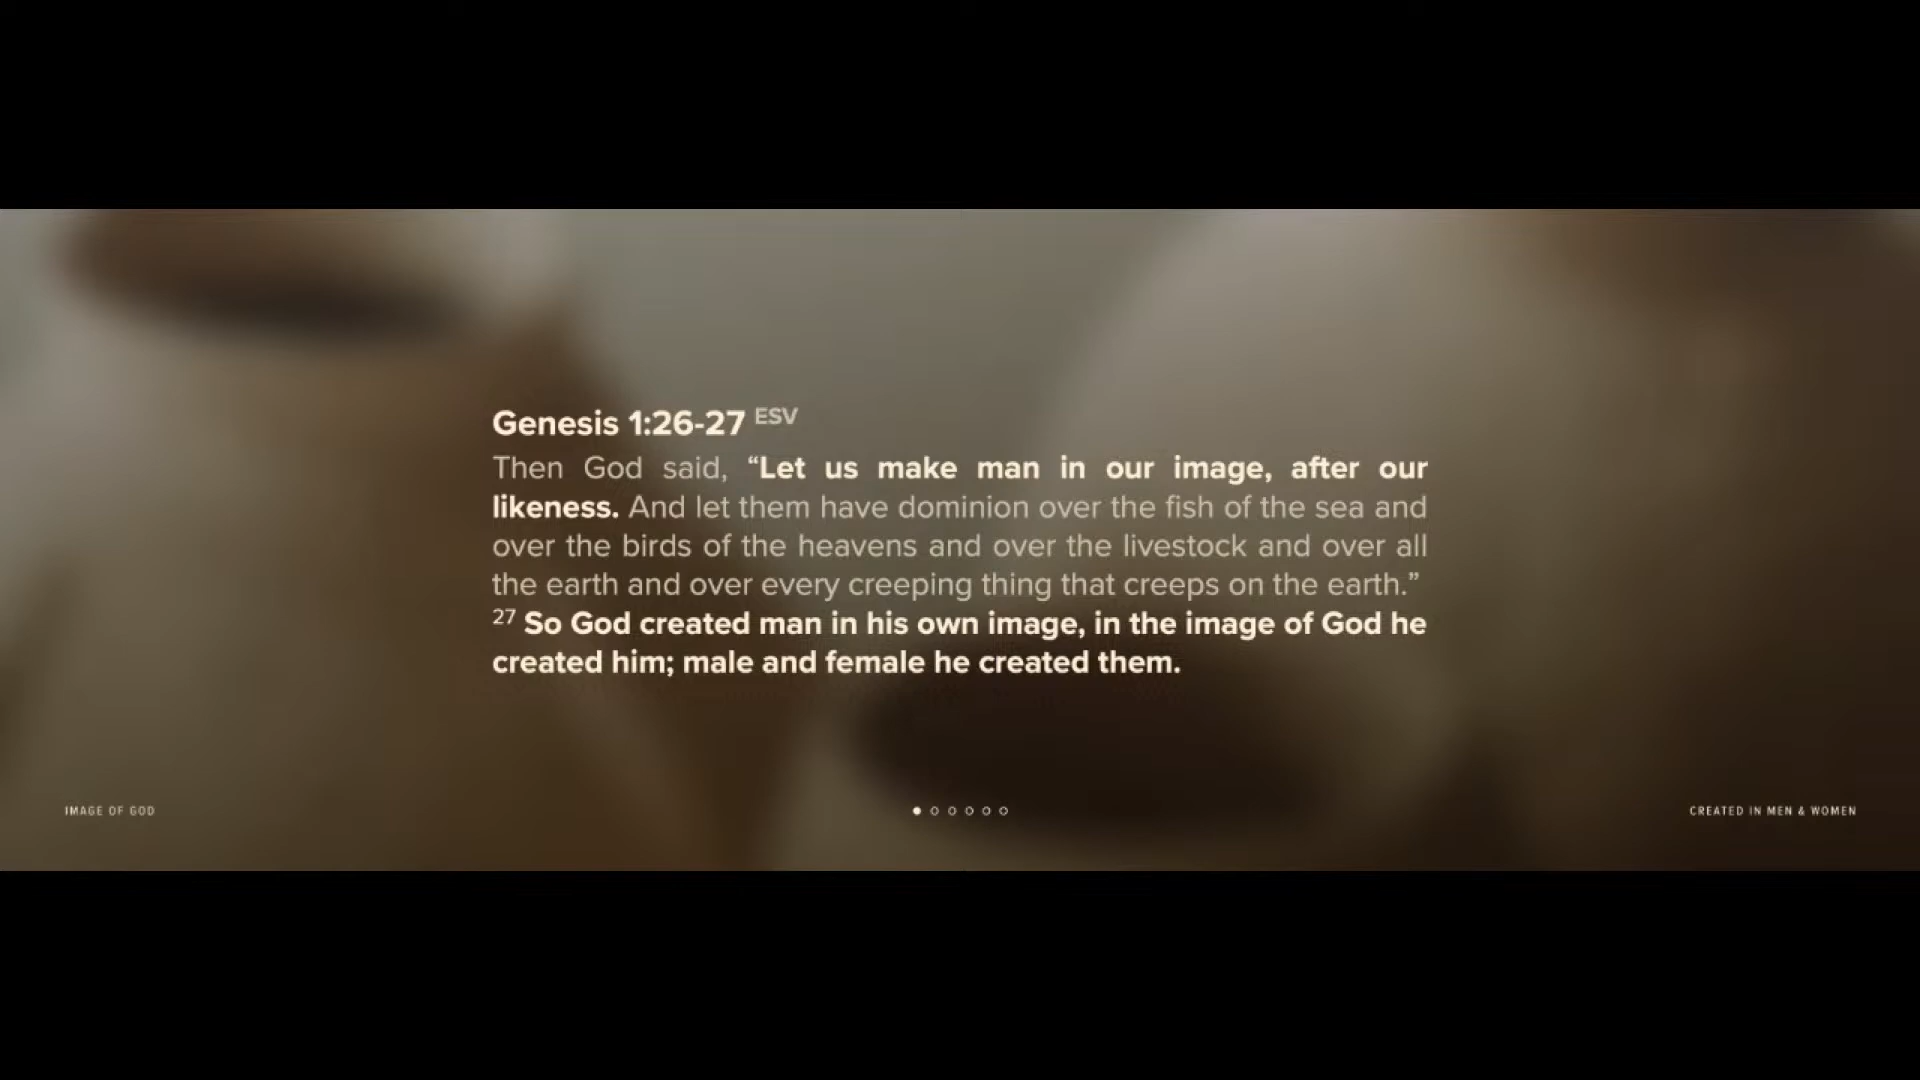 Genesis 1:26-27 ESV
Then God said, “Let us make man in our image, after our
likeness. And let them have dominion over the fish of the sea and
over the birds of the heavens and over the livestock and over all
the earth and over every creeping thing that creeps on the earth.”
27 So God created man in his own image, in the image of God he
created him; male and female he created them.
IMAGE OF GOD
CREATED IN MEN & WOMEN